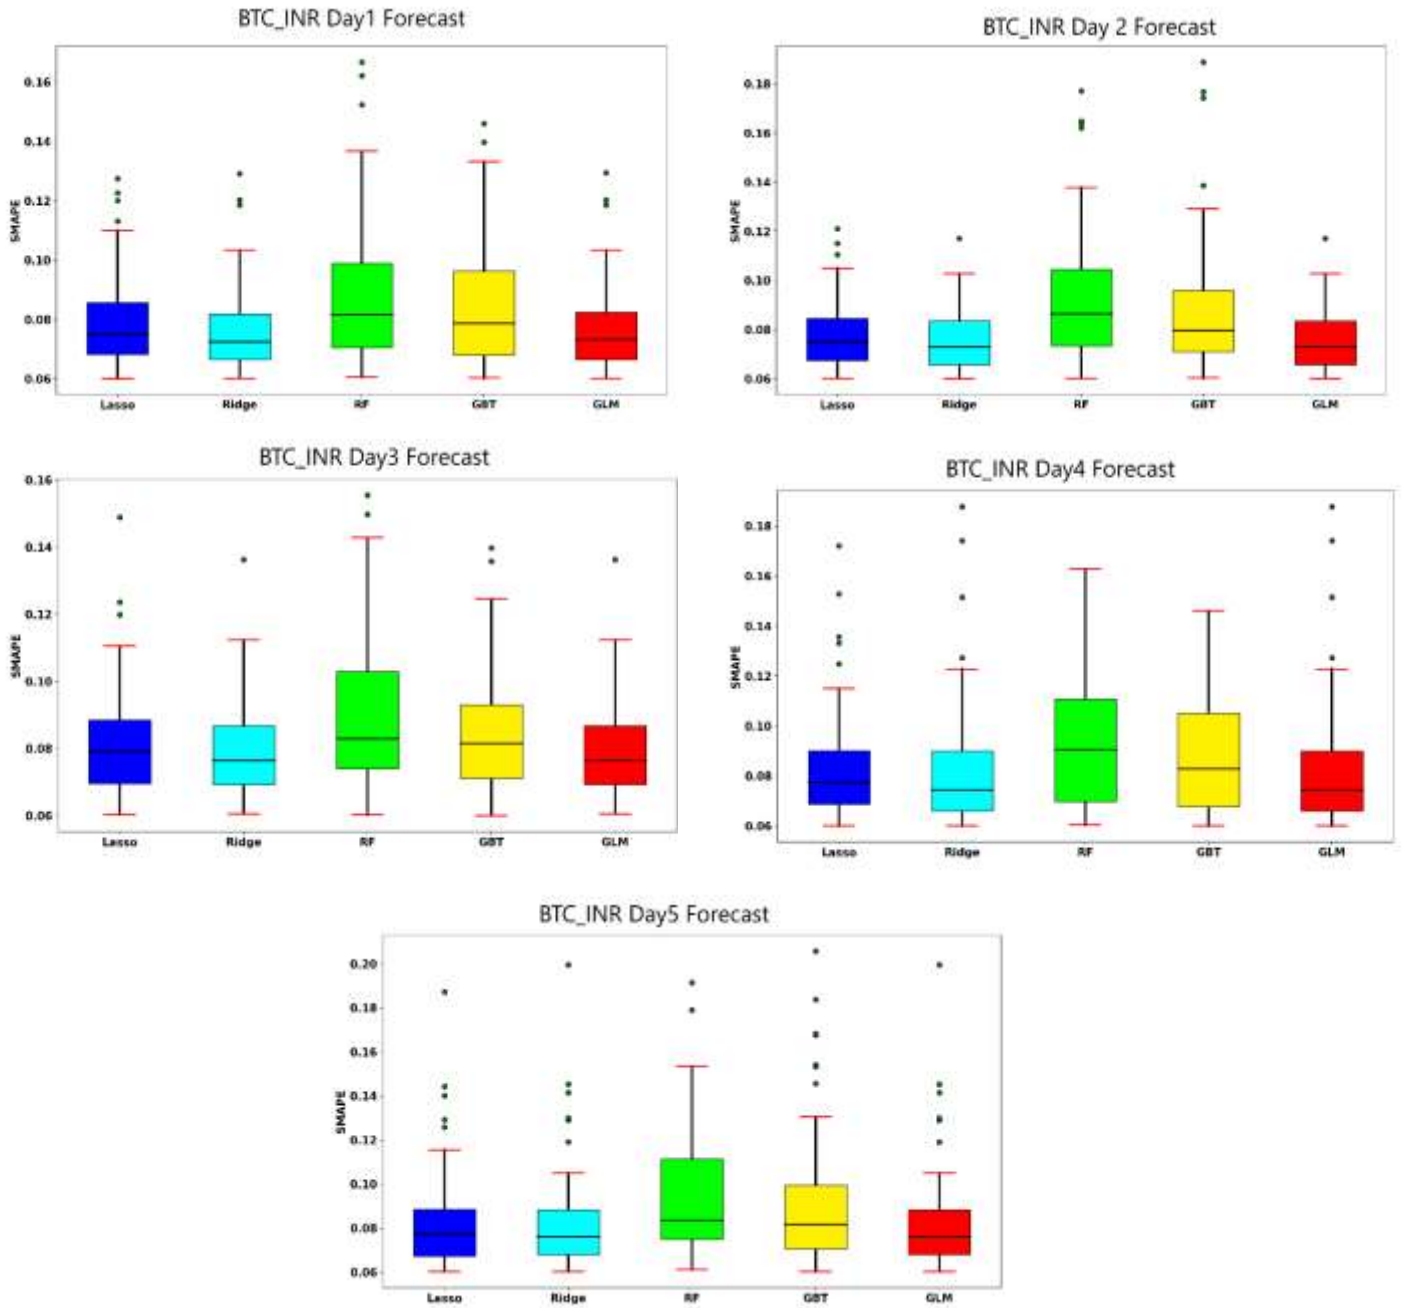 BTC_INR Day1 Forecast
SMAPE
0.16
0.14
0.12
0.10
0.08
0.06
Lasso Ridge RF GBT GLM
BTC_INR Day 2 Forecast
SMAPE
0.18
0.16
0.14
0.12
0.10
0.08
0.06
Lasso Ridge RF GBT GLM
BTC_INR Day3 Forecast
SMAPE
0.16
0.14
0.12
0.10
0.08
0.06
Lasso Ridge RF GBT GLM
BTC_INR Day4 Forecast
SMAPE
0.18
0.16
0.14
0.12
0.10
0.08
0.06
Lasso Ridge RF GBT GLM
BTC_INR Day5 Forecast
SMAPE
0.20
0.18
0.16
0.14
0.12
0.10
0.08
0.06
Lasso Ridge RF GBT GLM